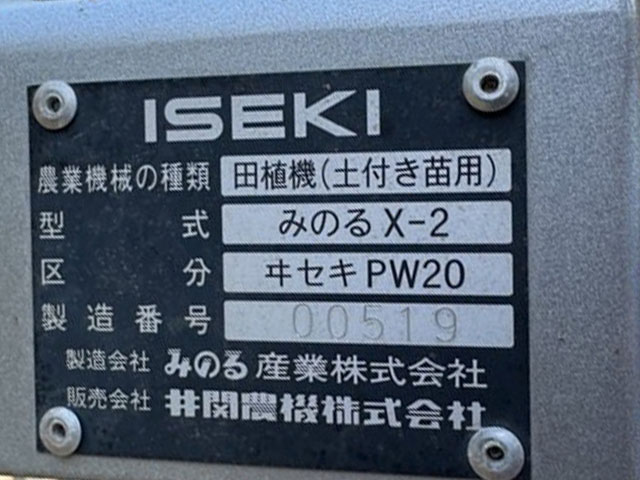 ISEKI
農業機械の種類 田植機(土付き苗用)
型式 みのるX-2
区分 ヰセキPW20
製造番号 00519
製造会社 みのる産業株式会社
販売会社 井関農機株式会社